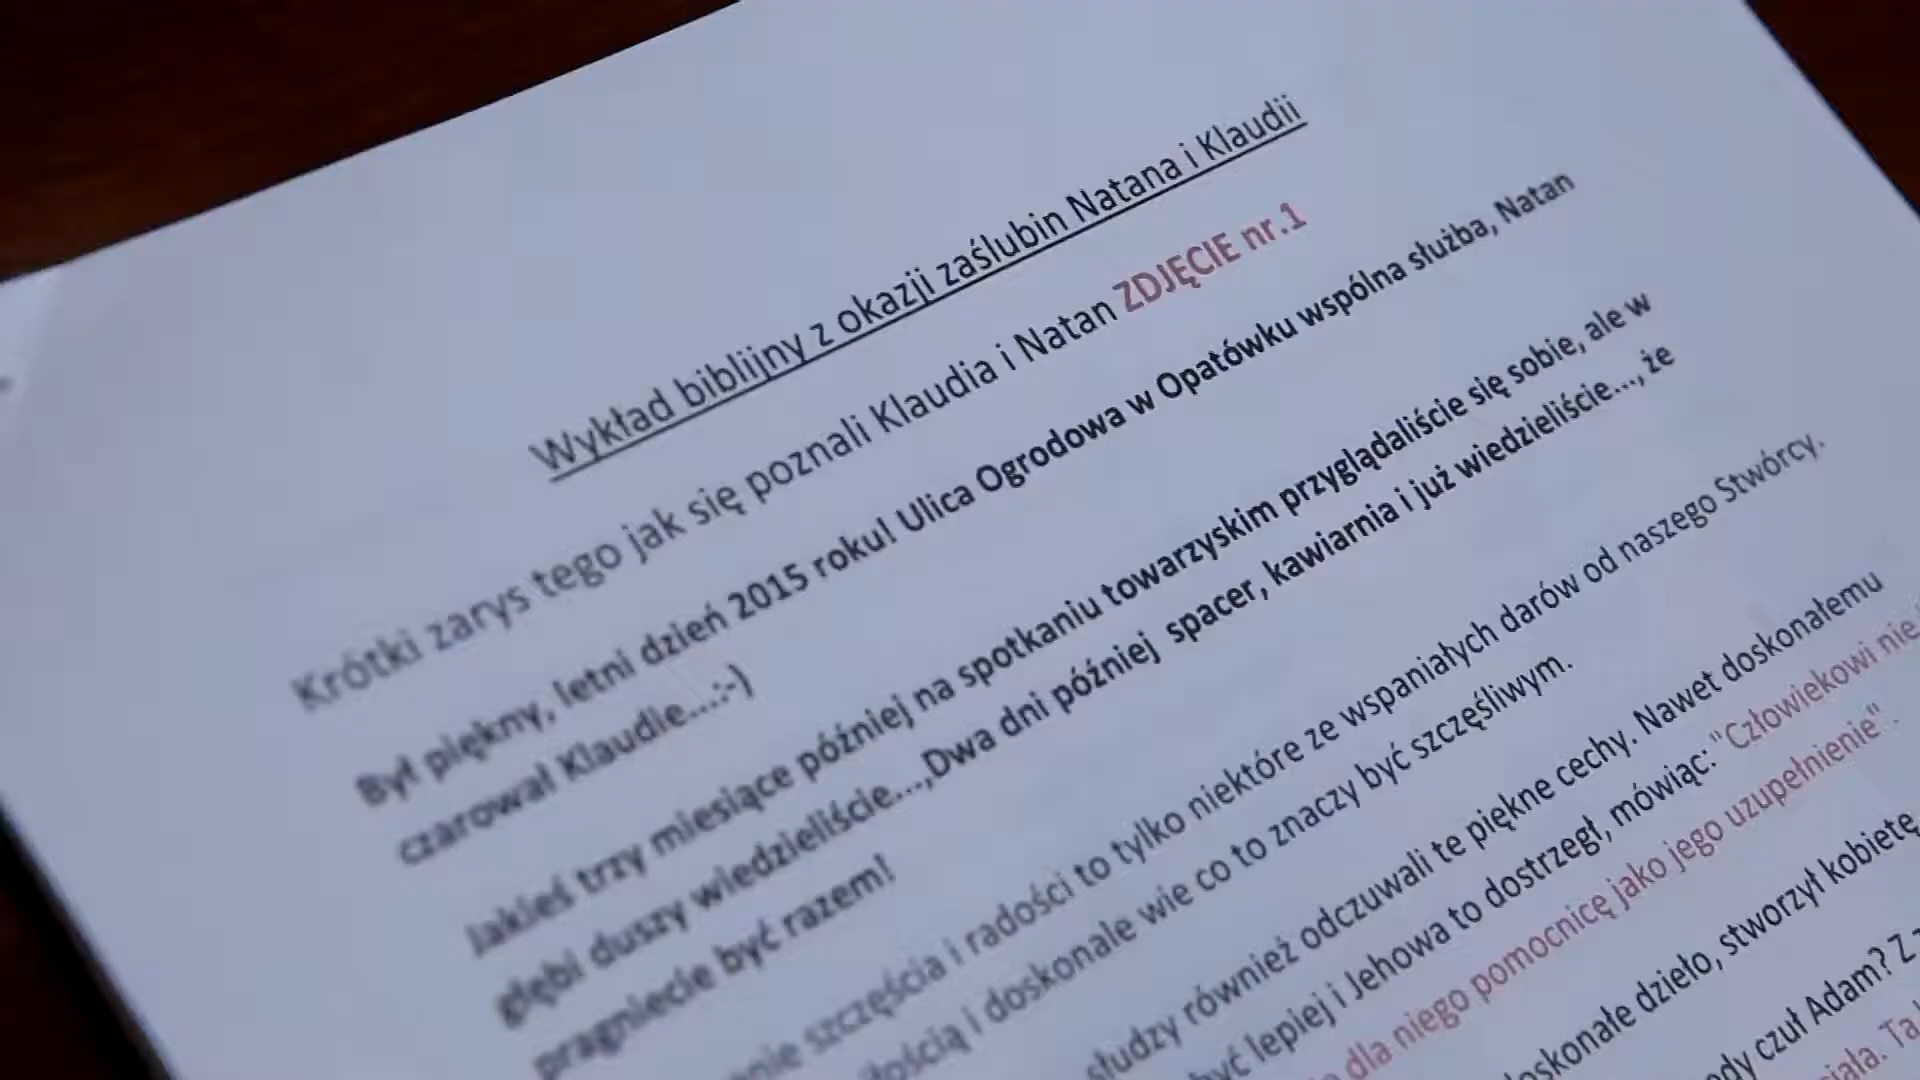 Wykład biblijny z okazji zaślubin Natana i Klaudii
Krótki zarys tego jak się poznali Klaudia i Natan ZDJĘCIE nr.1
Był piękny, letni dzień 2015 roku! Ulica Ogrodowa w Opatówku wspólna służba, Natan
czarował Klaudie...:-)
Jakieś trzy miesiące później na spotkaniu towarzyskim przyglądaliście się sobie, ale w
głębi duszy wiedzieliście...,Dwa dni później spacer, kawiarnia i już wiedzieliście..., że
pragniecie być razem!
szczęścia i radości to tylko niektóre ze wspaniałych darów od naszego Stwórcy.
i doskonale wie co to znaczy być szczęśliwym.
słudzy również odczuwali te piękne cechy. Nawet doskonałemu
być lepiej i Jehowa to dostrzegł, mówiąc: "Człowiekowi nie
dla niego pomocnicę jako jego uzupełnienie".
dzieło, stworzył kobietę
czuł Adam? Z